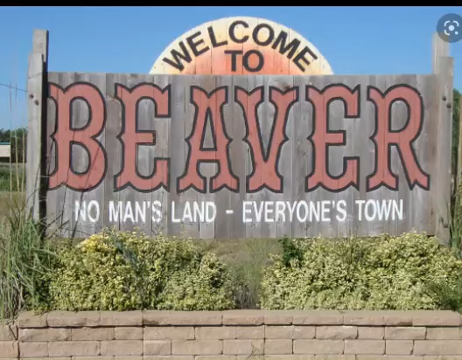 WELCOME
TO
BEAVER
NO MAN'S LAND - EVERYONE'S TOWN